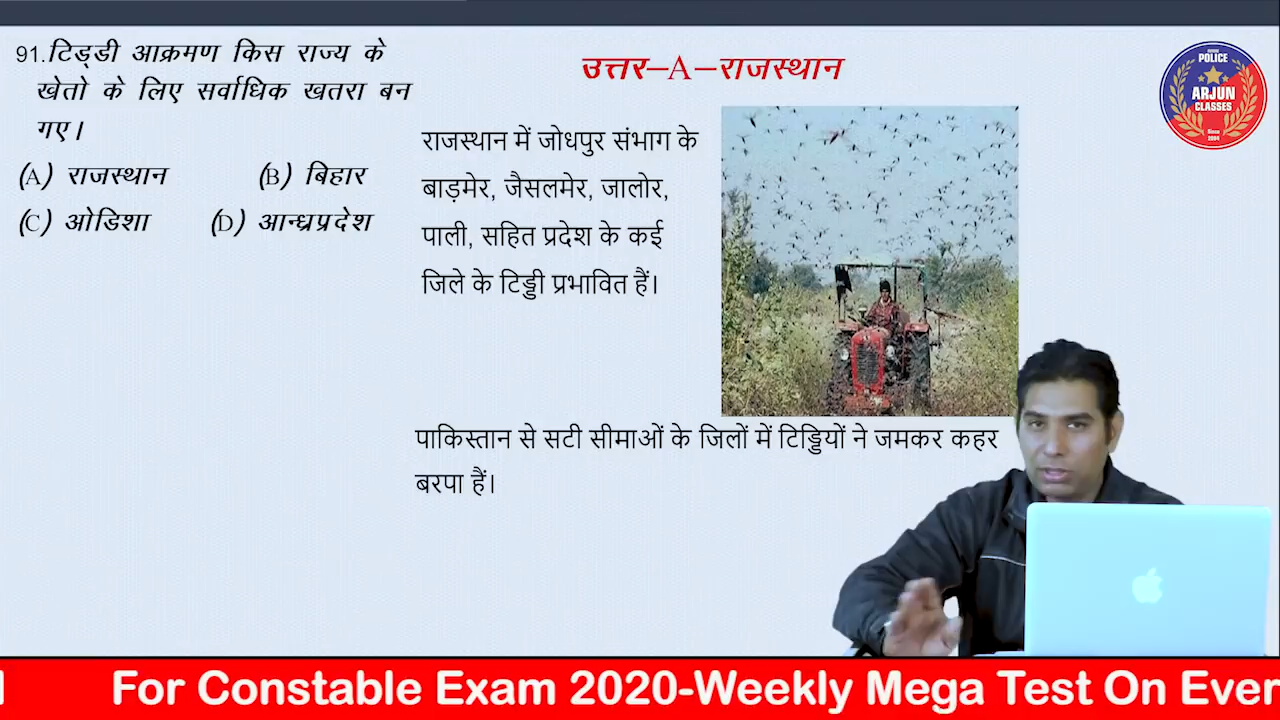 91.टिड्डी आक्रमण किस राज्य के
खेतो के लिए सर्वाधिक खतरा बन
गए।
(A) राजस्थान (B) बिहार
(C) ओडिशा (D) आन्ध्रप्रदेश
उत्तर–A–राजस्थान
राजस्थान में जोधपुर संभाग के
बाड़मेर, जैसलमेर, जालोर,
पाली, सहित प्रदेश के कई
जिले के टिड्डी प्रभावित हैं।
पाकिस्तान से सटी सीमाओं के जिलों में टिड्डियों ने जमकर कहर
बरपा हैं।
POLICE
ARJUN
CLASSES
Since
For Constable Exam 2020-Weekly Mega Test On Ever